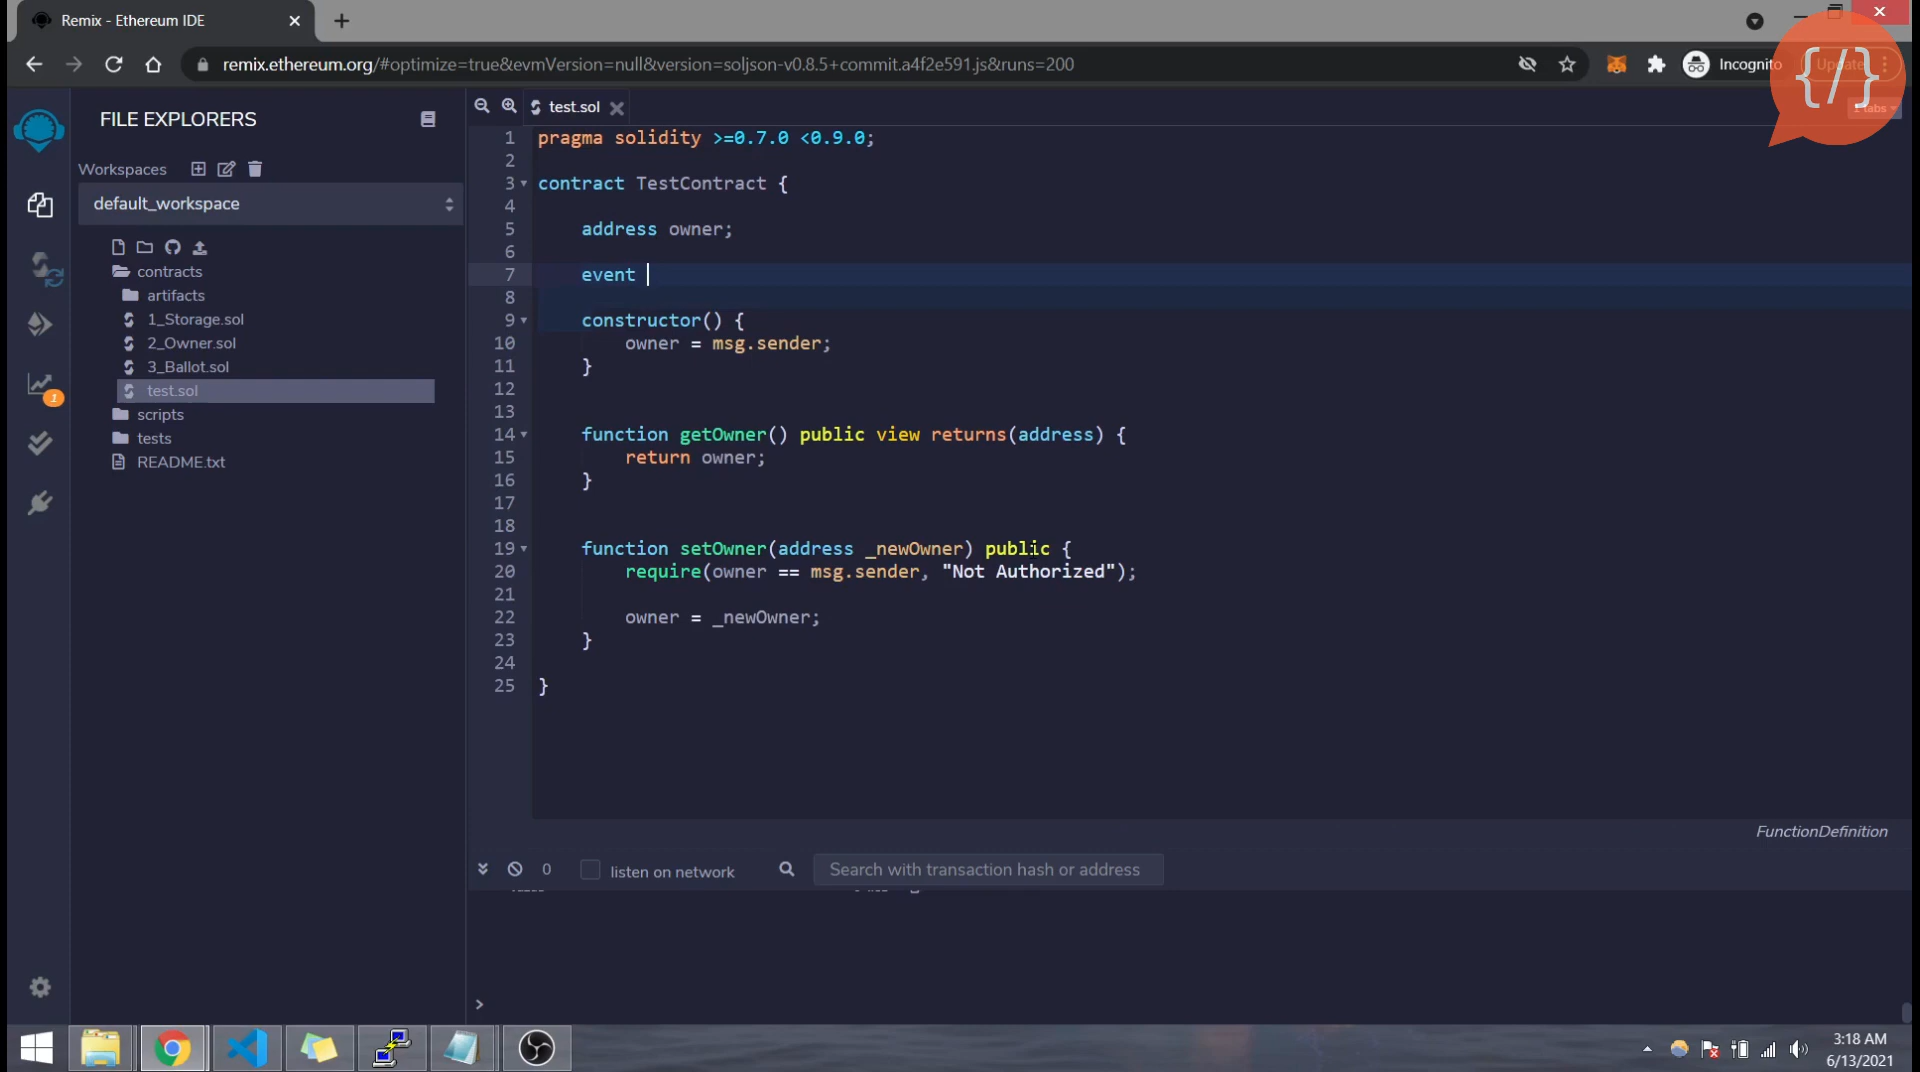 Remix - Ethereum IDE
remix.ethereum.org/#optimize=true&evmVersion=null&version=soljson-v0.8.5+commit.a4f2e591.js&runs=200
Incognito
Update
{/}
FILE EXPLORERS
test.sol
Workspaces
default_workspace
contracts
artifacts
1_Storage.sol
2_Owner.sol
3_Ballot.sol
test.sol
scripts
tests
README.txt
1
1 pragma solidity >=0.7.0 <0.9.0;
2
3 contract TestContract {
4
5 address owner;
6
7 event
8
9 constructor() {
10 owner = msg.sender;
11 }
12
13
14 function getOwner() public view returns(address) {
15 return owner;
16 }
17
18
19 function setOwner(address _newOwner) public {
20 require(owner == msg.sender, "Not Authorized");
21
22 owner = _newOwner;
23 }
24
25 }
FunctionDefinition
0
listen on network
Search with transaction hash or address
>
3:18 AM
6/13/2021